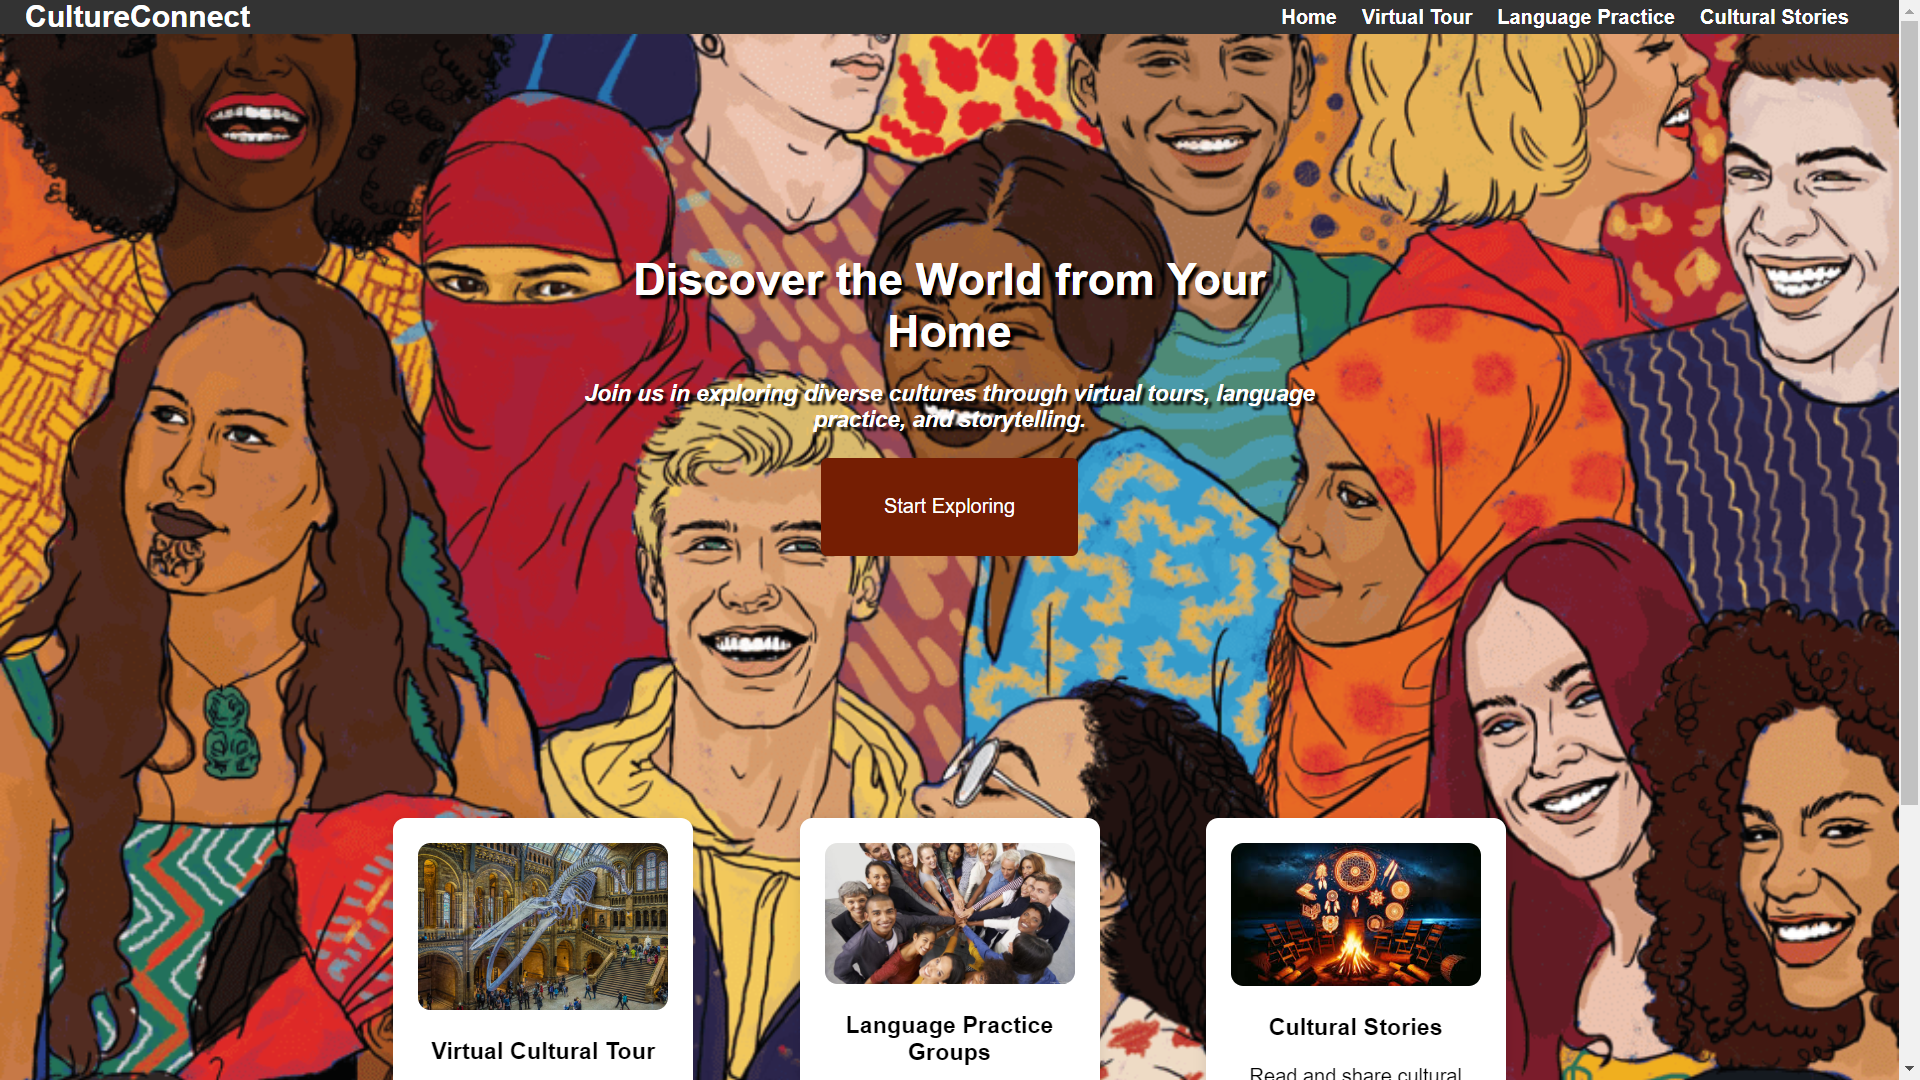 CultureConnect
Home Virtual Tour Language Practice Cultural Stories
Discover the World from Your
Home
Join us in exploring diverse cultures through virtual tours, language
practice, and storytelling.
Start Exploring
Virtual Cultural Tour
Language Practice
Groups
Cultural Stories
Read and share cultural